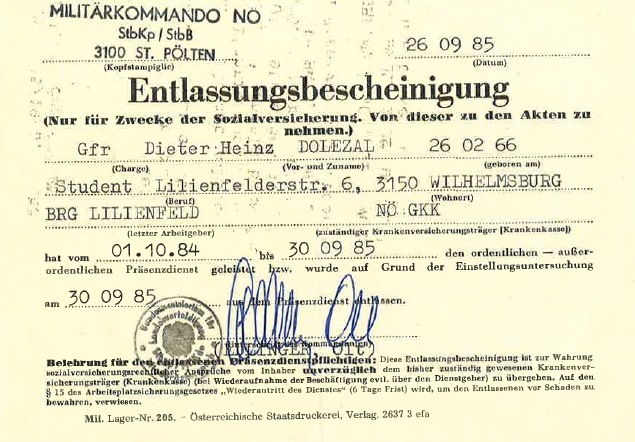 MILITÄRKOMMANDO NÖ
StbKp / StbB
3100 ST. PÖLTEN
(Kopfstampiglie)
26 09 85
(Datum)
Entlassungsbescheinigung
(Nur für Zwecke der Sozialversicherung. Von dieser zu den Akten zu
nehmen.)
Gfr Dieter Heinz DOLEZAL 26 02 66
(Charge) (Vor- und Zuname) (geboren am)
Student Lilienfelderstr. 6, 3150 WILHELMSBURG
(Beruf) (Wohnort)
BRG LILIENFELD NÖ GKK
(letzter Arbeitgeber) (zuständiger Krankenversicherungsträger [Krankenkasse])
hat vom 01.10.84 bis 30 09 85 den ordentlichen — außer-
ordentlichen Präsenzdienst geleistet bzw. wurde auf Grund der Einstellungsuntersuchung
am 30 09 85 aus dem Präsenzdienst entlassen.
Belehrung für den entlassenen Präsenzdienstpflichtigen: Diese Entlassungsbescheinigung ist zur Wahrung
sozialversicherungsrechtlicher Ansprüche vom Inhaber unverzüglich dem bisher zuständig gewesenen Krankenver-
sicherungsträger (Krankenkasse) (bei Wiederaufnahme der Beschäftigung evtl. über den Dienstgeber) zu übergeben. Auf den
§ 15 des Arbeitsplatzsicherungsgesetzes „Wiederantritt des Dienstes" (6 Tage Frist) wird, um den Entlassenen vor Schaden zu
bewahren, verwiesen.
Mil. Lager-Nr. 205. – Österreichische Staatsdruckerei, Verlag. 2637 3 efa